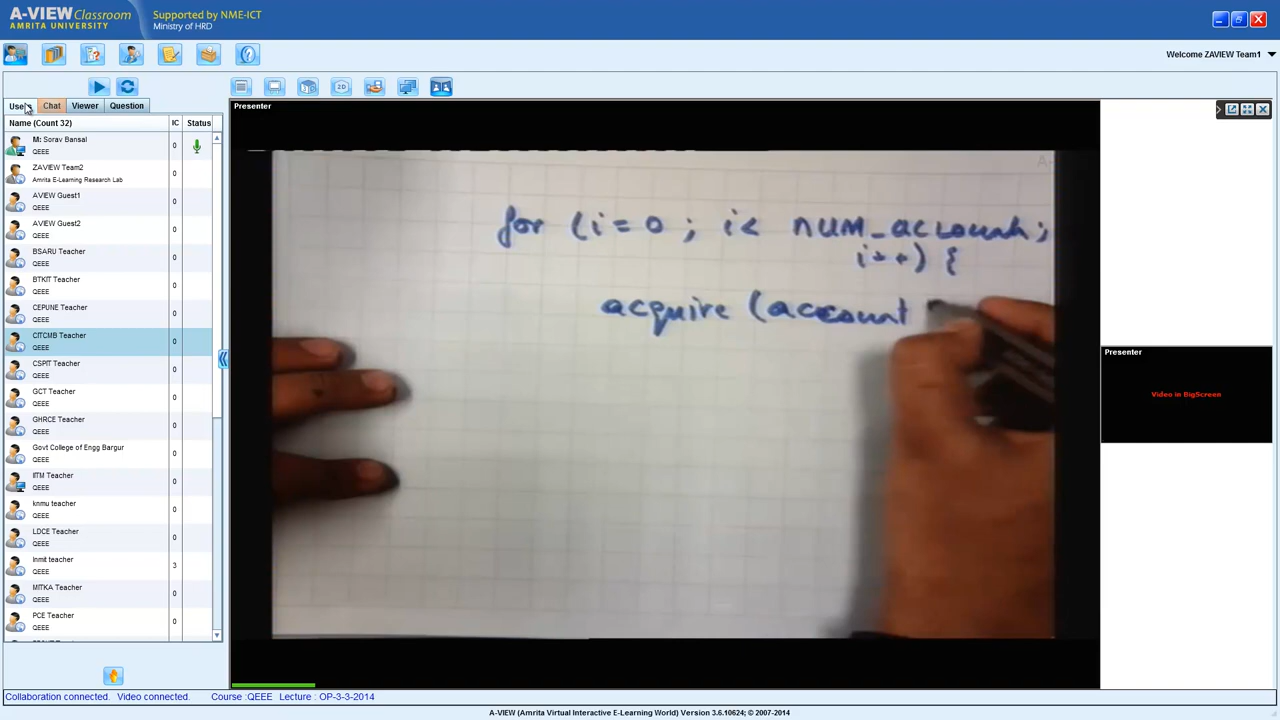 A-VIEW Classroom
AMRITA UNIVERSITY
Supported by NME-ICT
Ministry of HRD
Welcome ZAVIEW Team1
Users
Chat
Viewer
Question
Name (Count 32)
IC
Status
M: Sorav Bansal
QEEE
0
ZAVIEW Team2
Amrita E-Learning Research Lab
0
AVIEW Guest1
QEEE
0
AVIEW Guest2
QEEE
0
BSARU Teacher
QEEE
0
BTKIT Teacher
QEEE
0
CEPUNE Teacher
QEEE
0
CITCMB Teacher
QEEE
0
CSPIT Teacher
QEEE
0
GCT Teacher
QEEE
0
GHRCE Teacher
QEEE
0
Govt College of Engg Bargur
QEEE
0
IITM Teacher
QEEE
0
knmu teacher
QEEE
0
LDCE Teacher
QEEE
0
lnmit teacher
QEEE
3
MITKA Teacher
QEEE
0
PCE Teacher
QEEE
0
Presenter
for (i=0 ; i< num_accounts;
i++) {
acquire (account
Presenter
Video in BigScreen
Collaboration connected. Video connected. Course :QEEE Lecture : OP-3-3-2014
A-VIEW (Amrita Virtual Interactive E-Learning World) Version 3.6.10624; © 2007-2014